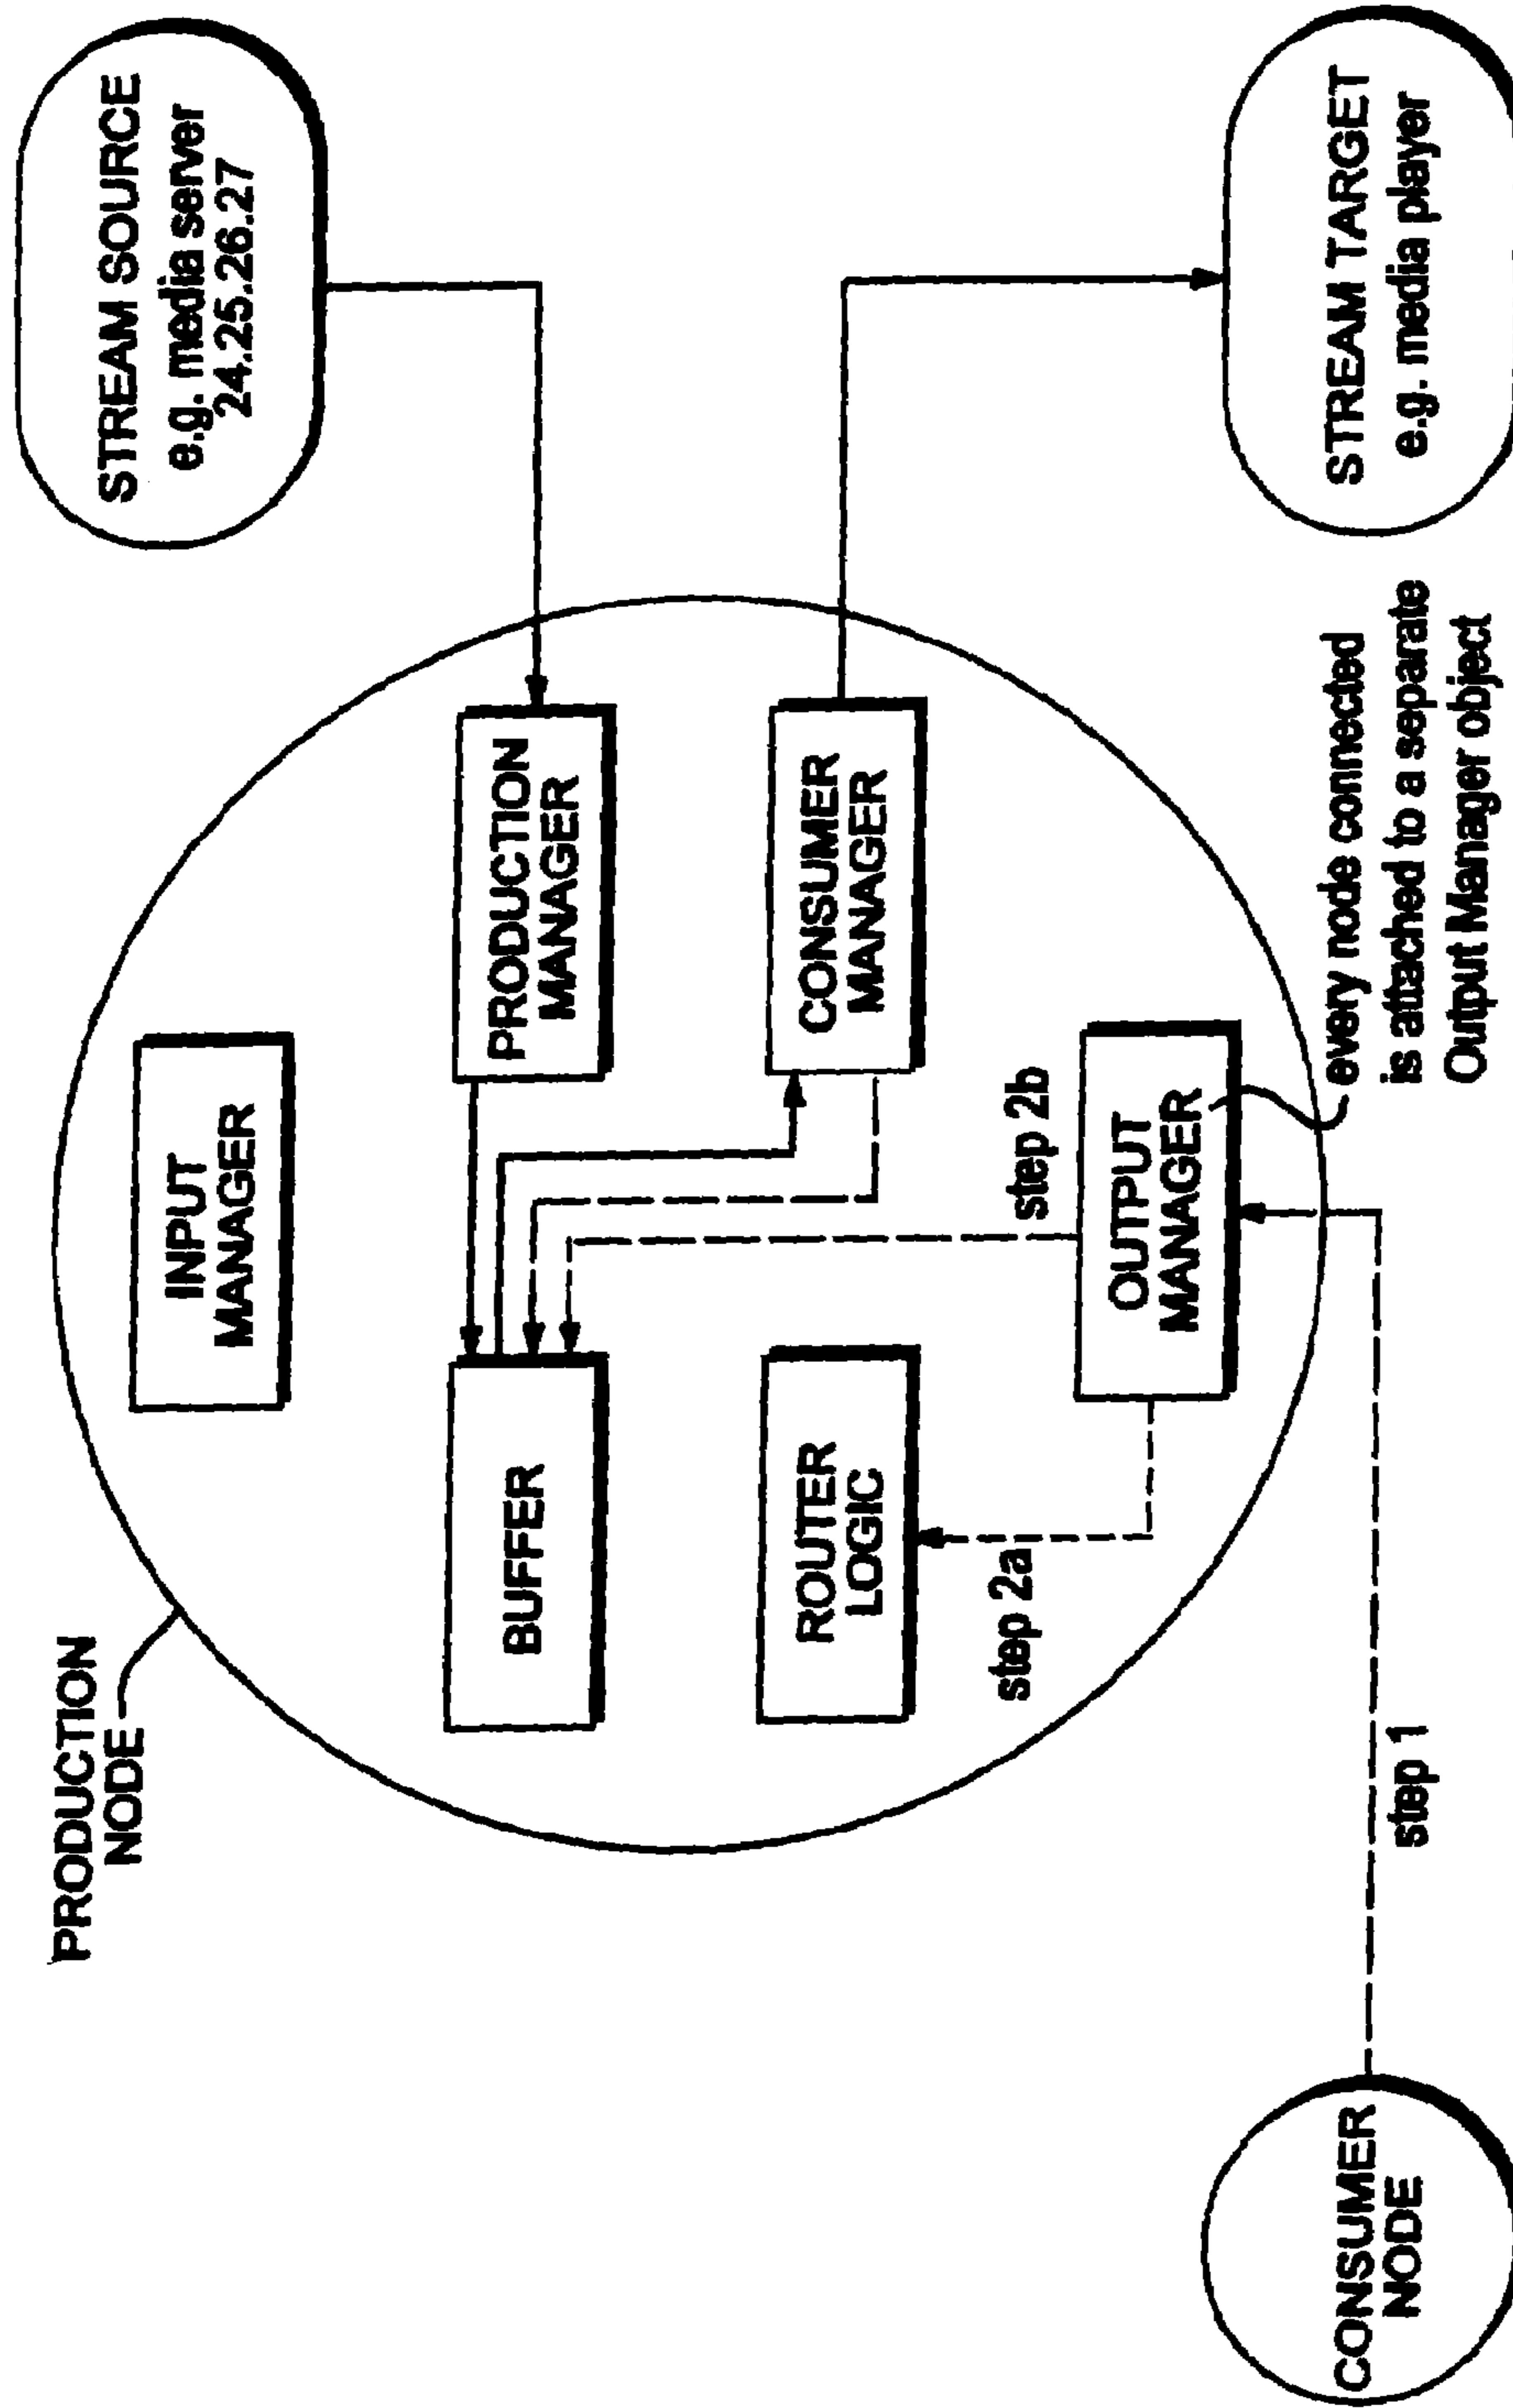 PRODUCTION
NODE
STREAM SOURCE
e.g. media server
24.25.26.27
INPUT
MANAGER
BUFFER
PRODUCTION
MANAGER
ROUTER
LOGIC
CONSUMER
MANAGER
step 2a
step 2b
OUTPUT
MANAGER
every node connected
is attached to a separate
Output Manager object
CONSUMER
NODE
step 1
STREAM TARGET
e.g. media player